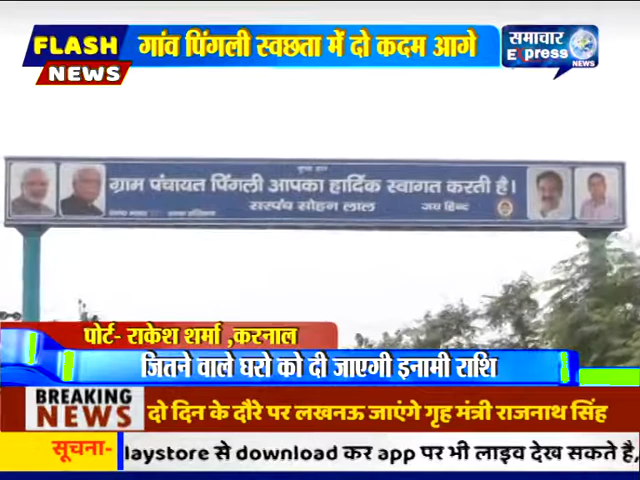 FLASH NEWS
गांव पिंगली स्वछता में दो कदम आगे
समाचार Express NEWS
ग्राम पंचायत पिंगली आपका हार्दिक स्वागत करती है।
सरपंच सोहन लाल
जय हिन्द
पोर्ट- राकेश शर्मा ,करनाल
जितने वाले घरो को दी जाएगी इनामी राशि
BREAKING NEWS
दो दिन के दौरे पर लखनऊ जाएंगे गृह मंत्री राजनाथ सिंह
सूचना-
laystore से download कर app पर भी लाइव देख सकते है,